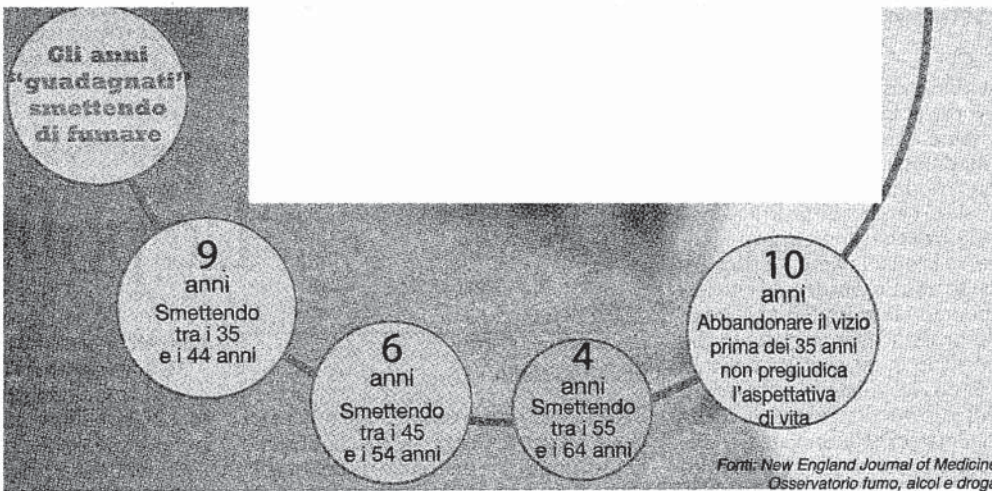 Gli anni
"guadagnati"
smettendo
di fumare
9
anni
Smettendo
tra i 35
e i 44 anni
6
anni
Smettendo
tra i 45
e i 54 anni
4
anni
Smettendo
tra i 55
e i 64 anni
10
anni
Abbandonare il vizio
prima dei 35 anni
non pregiudica
l'aspettativa
di vita
Fonti: New England Journal of Medicine
Osservatorio fumo, alcol e droga